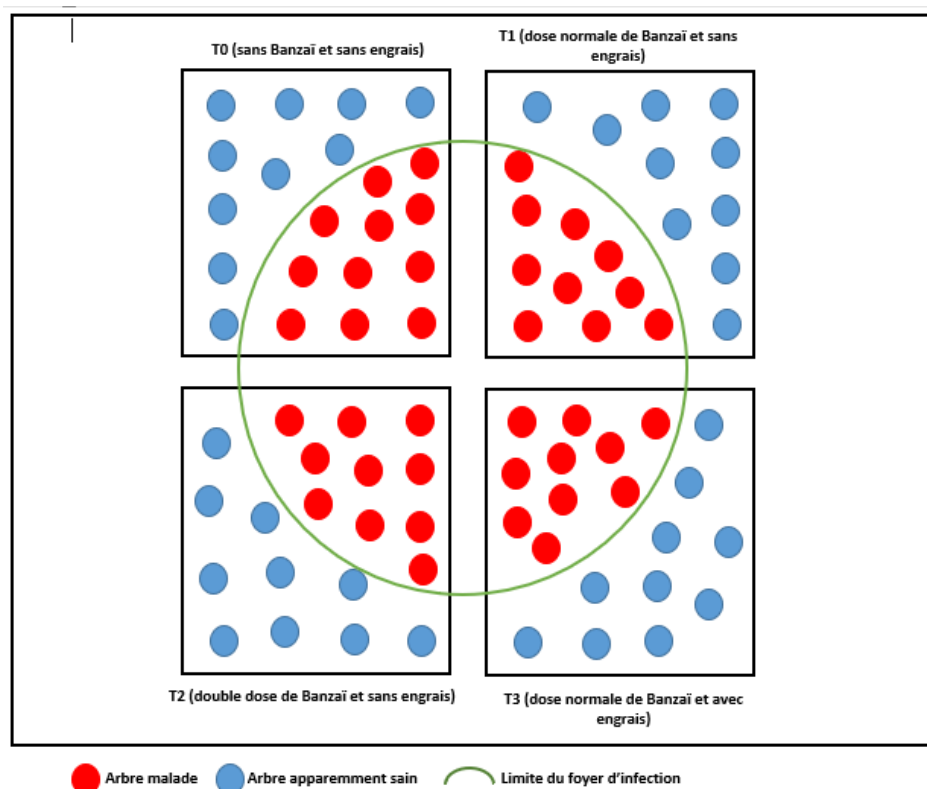 T0 (sans Banzaï et sans engrais)
T1 (dose normale de Banzaï et sans
engrais)
T2 (double dose de Banzaï et sans engrais)
T3 (dose normale de Banzaï et avec
engrais)
Arbre malade
Arbre apparemment sain
Limite du foyer d'infection